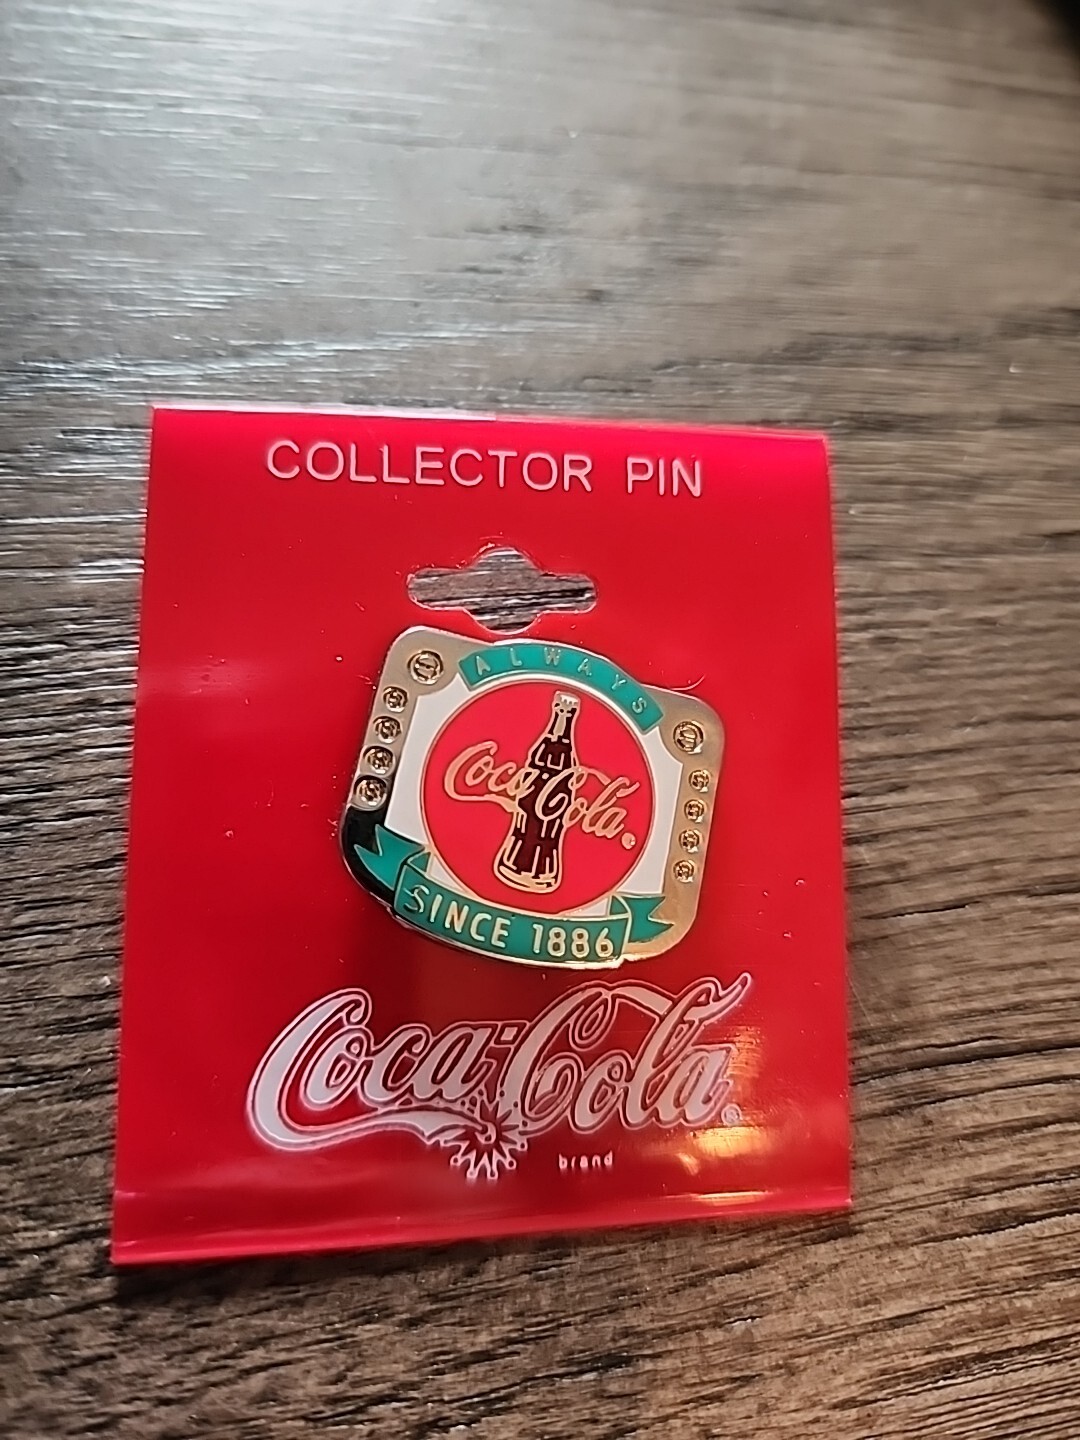 COLLECTOR PIN
ALWAYS
Coca-Cola®
SINCE 1886
Coca-Cola®
brand